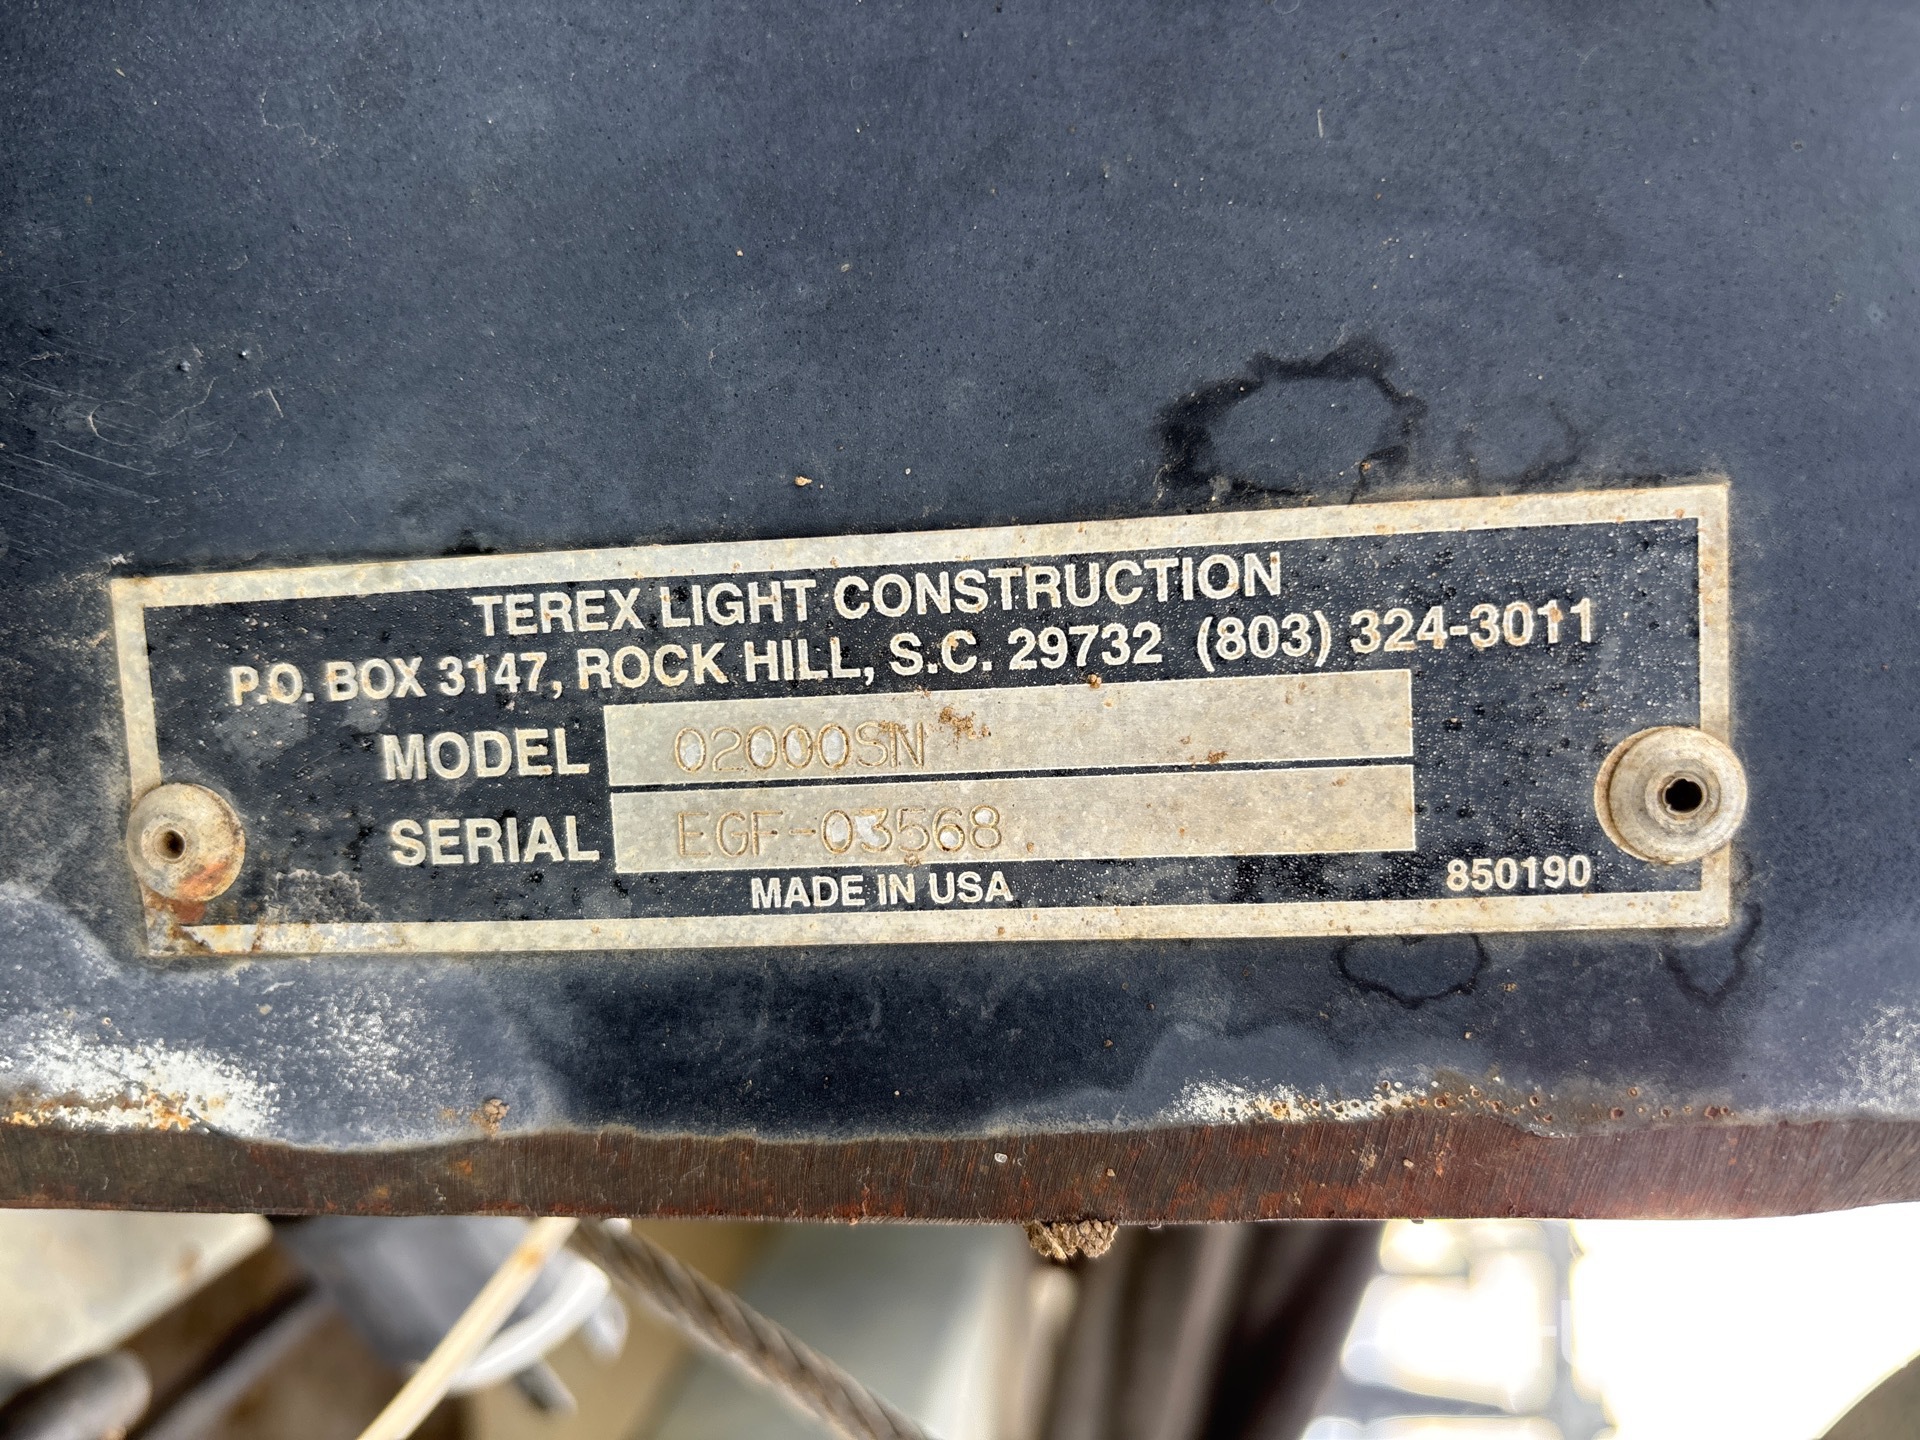 TEREX LIGHT CONSTRUCTION
P.O. BOX 3147, ROCK HILL, S.C. 29732 (803) 324-3011
MODEL 02000SN
SERIAL EGF-03568
MADE IN USA 850190